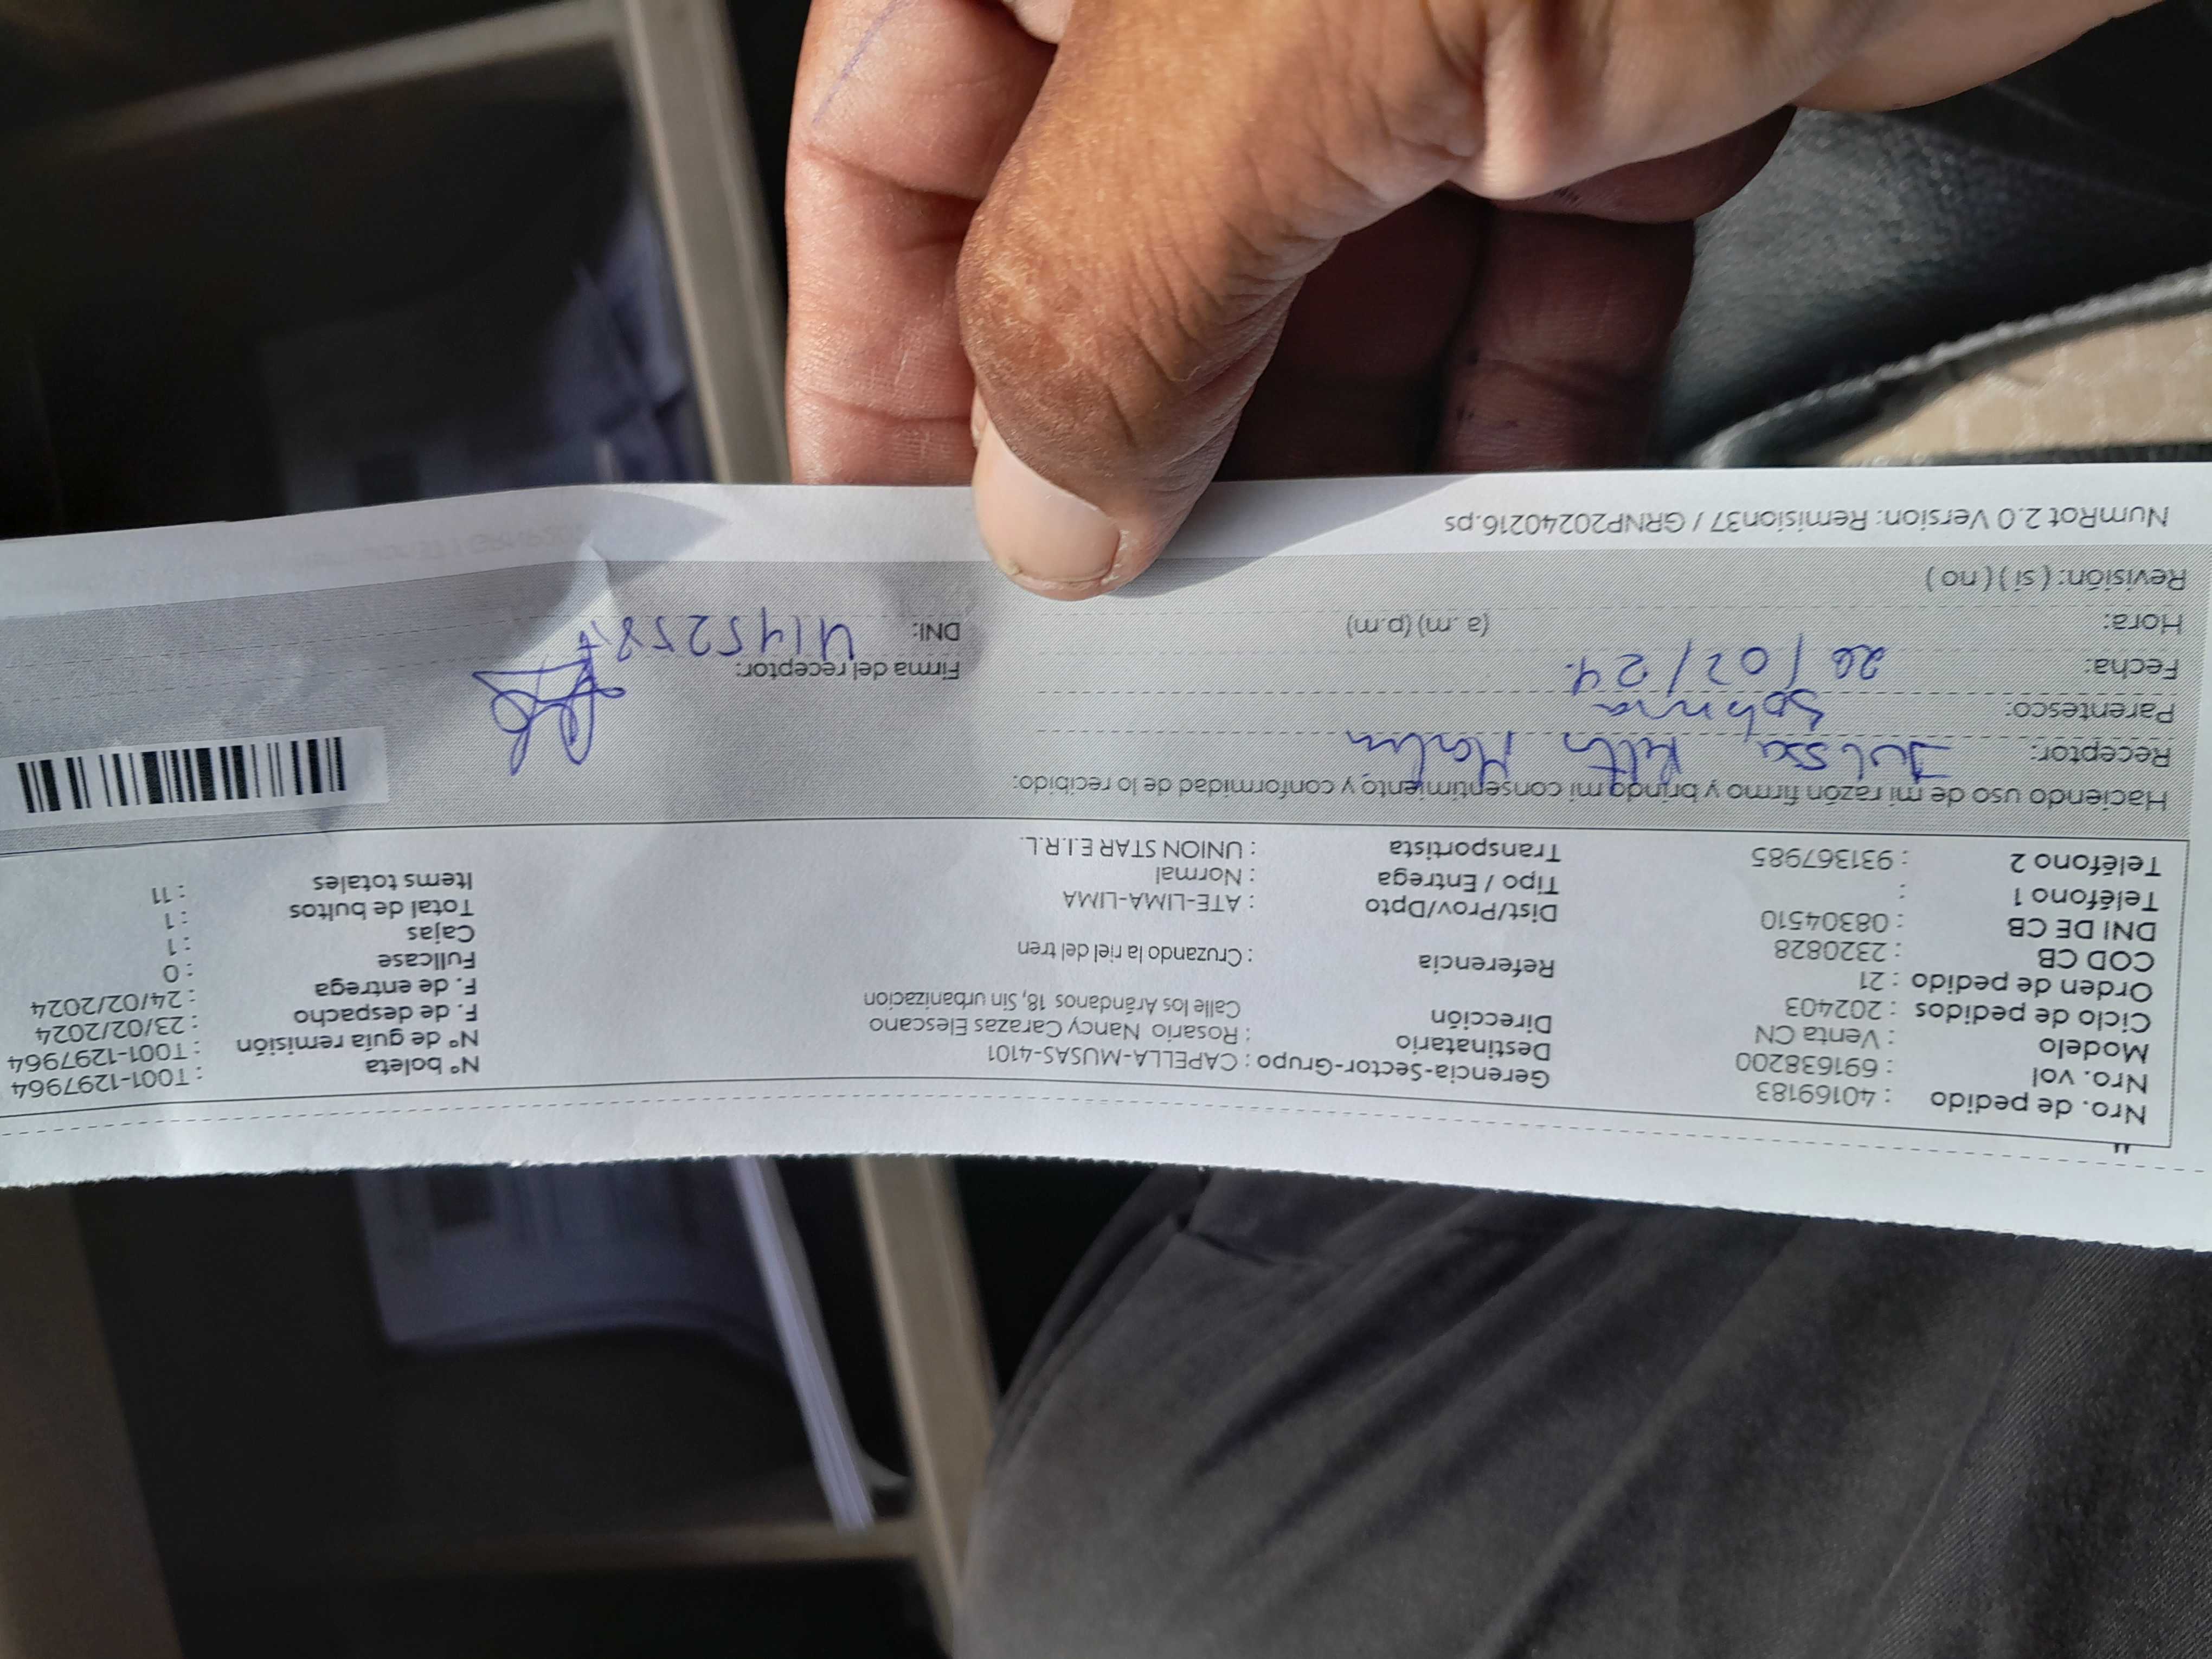 Nro. de pedido : 40169183
Nro. vol : 691638200
Modelo : Venta CN
Ciclo de pedidos : 202403
Orden de pedido : 21
COD CB : 2320828
DNI DE CB : 08304510
Teléfono 1 :
Teléfono 2 : 931367985
Gerencia-Sector-Grupo : CAPELLA-MUSAS-4101
Destinatario : Rosario Nancy Carazas Elescano
Dirección Calle los Arándanos 18, Sin urbanización
Referencia : Cruzando la riel del tren
Dist/Prov/Dpto : ATE-LIMA-LIMA
Tipo / Entrega : Normal
Transportista : UNION STAR E.I.R.L.
N° boleta : T001-1297964
N° de guía remisión : T001-1297964
F. de despacho : 23/02/2024
F. de entrega : 24/02/2024
Fullcase : 0
Cajas : 1
Total de bultos : 1
Items totales : 11
Haciendo uso de mi razón firmo y brindo mi consentimiento y conformidad de lo recibido:
Receptor: Julissa
Parentesco: Sobrina
Fecha: /02/24
Hora: (a.m) (p.m)
Revisión: ( si ) ( no )
Firma del receptor:
DNI:
NumRot 2.0 Version: Remision37 / GRNP20240216.ps